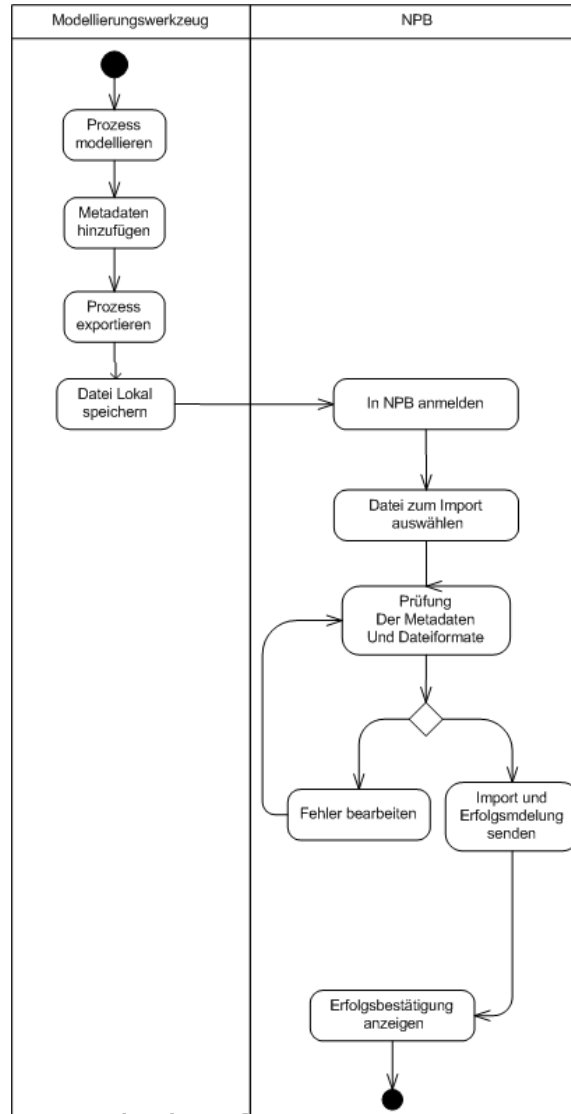 Modellierungswerkzeug
NPB
Prozess
modellieren
Metadaten
hinzufügen
Prozess
exportieren
Datei Lokal
speichern
In NPB anmelden
Datei zum Import
auswählen
Prüfung
Der Metadaten
Und Dateiformate
Fehler bearbeiten
Import und
Erfolgsmdelung
senden
Erfolgsbestätigung
anzeigen